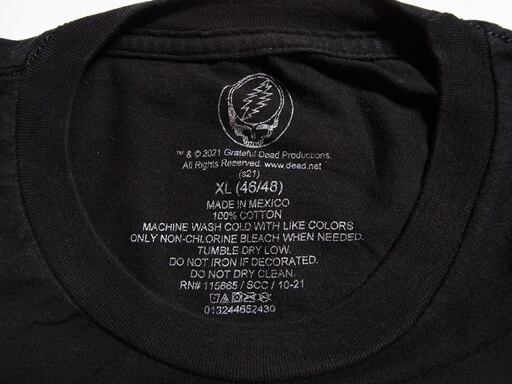 ™ & © 2021 Grateful Dead Productions.
All Rights Reserved. www.dead.net
(s21)
XL (46/48)
MADE IN MEXICO
100% COTTON
MACHINE WASH COLD WITH LIKE COLORS
ONLY NON-CHLORINE BLEACH WHEN NEEDED.
TUMBLE DRY LOW.
DO NOT IRON IF DECORATED.
DO NOT DRY CLEAN.
RN# 115665 / SCC / 10-21
013244652430